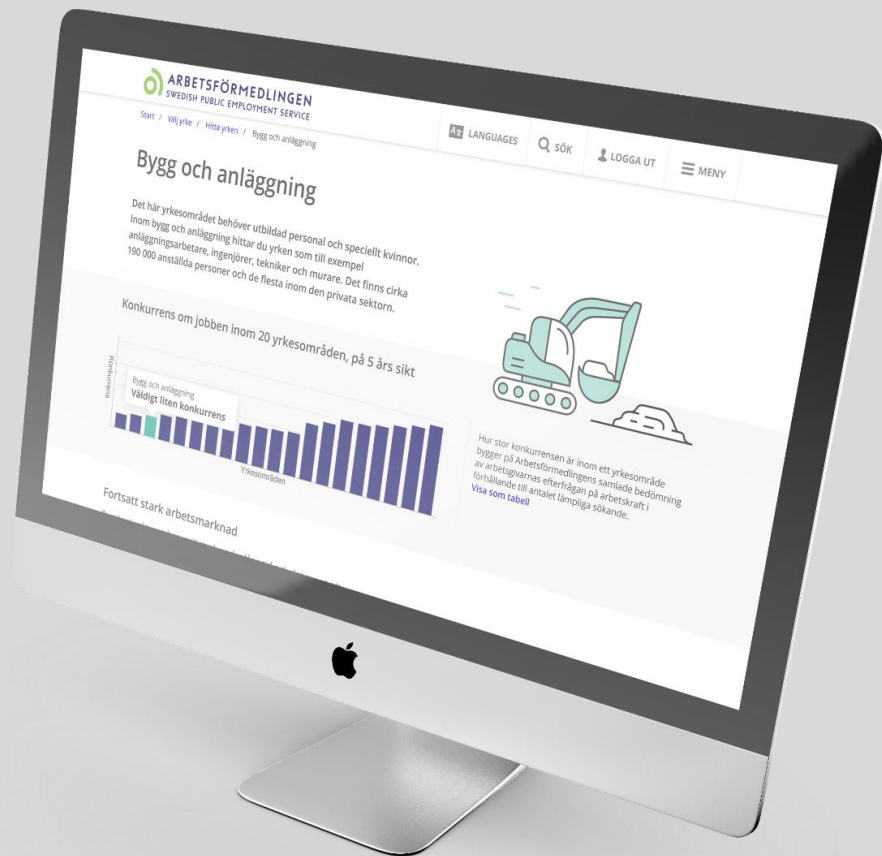 ARBETSFÖRMEDLINGEN
SWEDISH PUBLIC EMPLOYMENT SERVICE
LANGUAGES SÖK LOGGA UT MENY
Start / Välj yrke / Hitta yrken / Bygg och anläggning
Bygg och anläggning
Det här yrkesområdet behöver utbildad personal och speciellt kvinnor.
Inom bygg och anläggning hittar du yrken som till exempel
anläggningsarbetare, ingenjörer, tekniker och murare. Det finns cirka
190 000 anställda personer och de flesta inom den privata sektorn.
Konkurrens om jobben inom 20 yrkesområden, på 5 års sikt
Konkurrens
Bygg och anläggning
Väldigt liten konkurrens
Yrkesområden
Hur stor konkurrensen är inom ett yrkesområde
bygger på Arbetsförmedlingens samlade bedömning
av arbetsgivarnas efterfrågan på arbetskraft i
förhållande till antalet lämpliga sökande.
Visa som tabell
Fortsatt stark arbetsmarknad